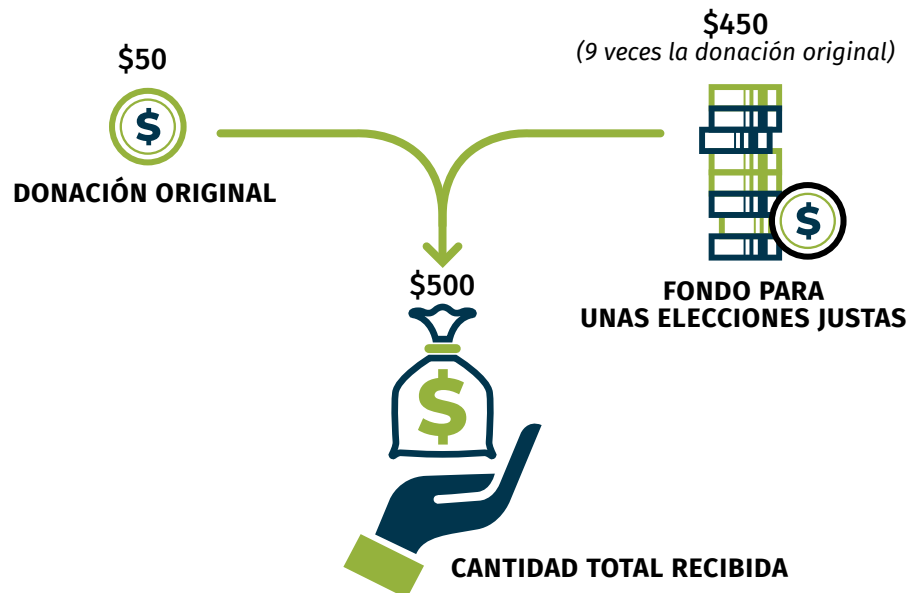 $50
$
DONACIÓN ORIGINAL
$450
(9 veces la donación original)
$
FONDO PARA
UNAS ELECCIONES JUSTAS
$500
$
CANTIDAD TOTAL RECIBIDA